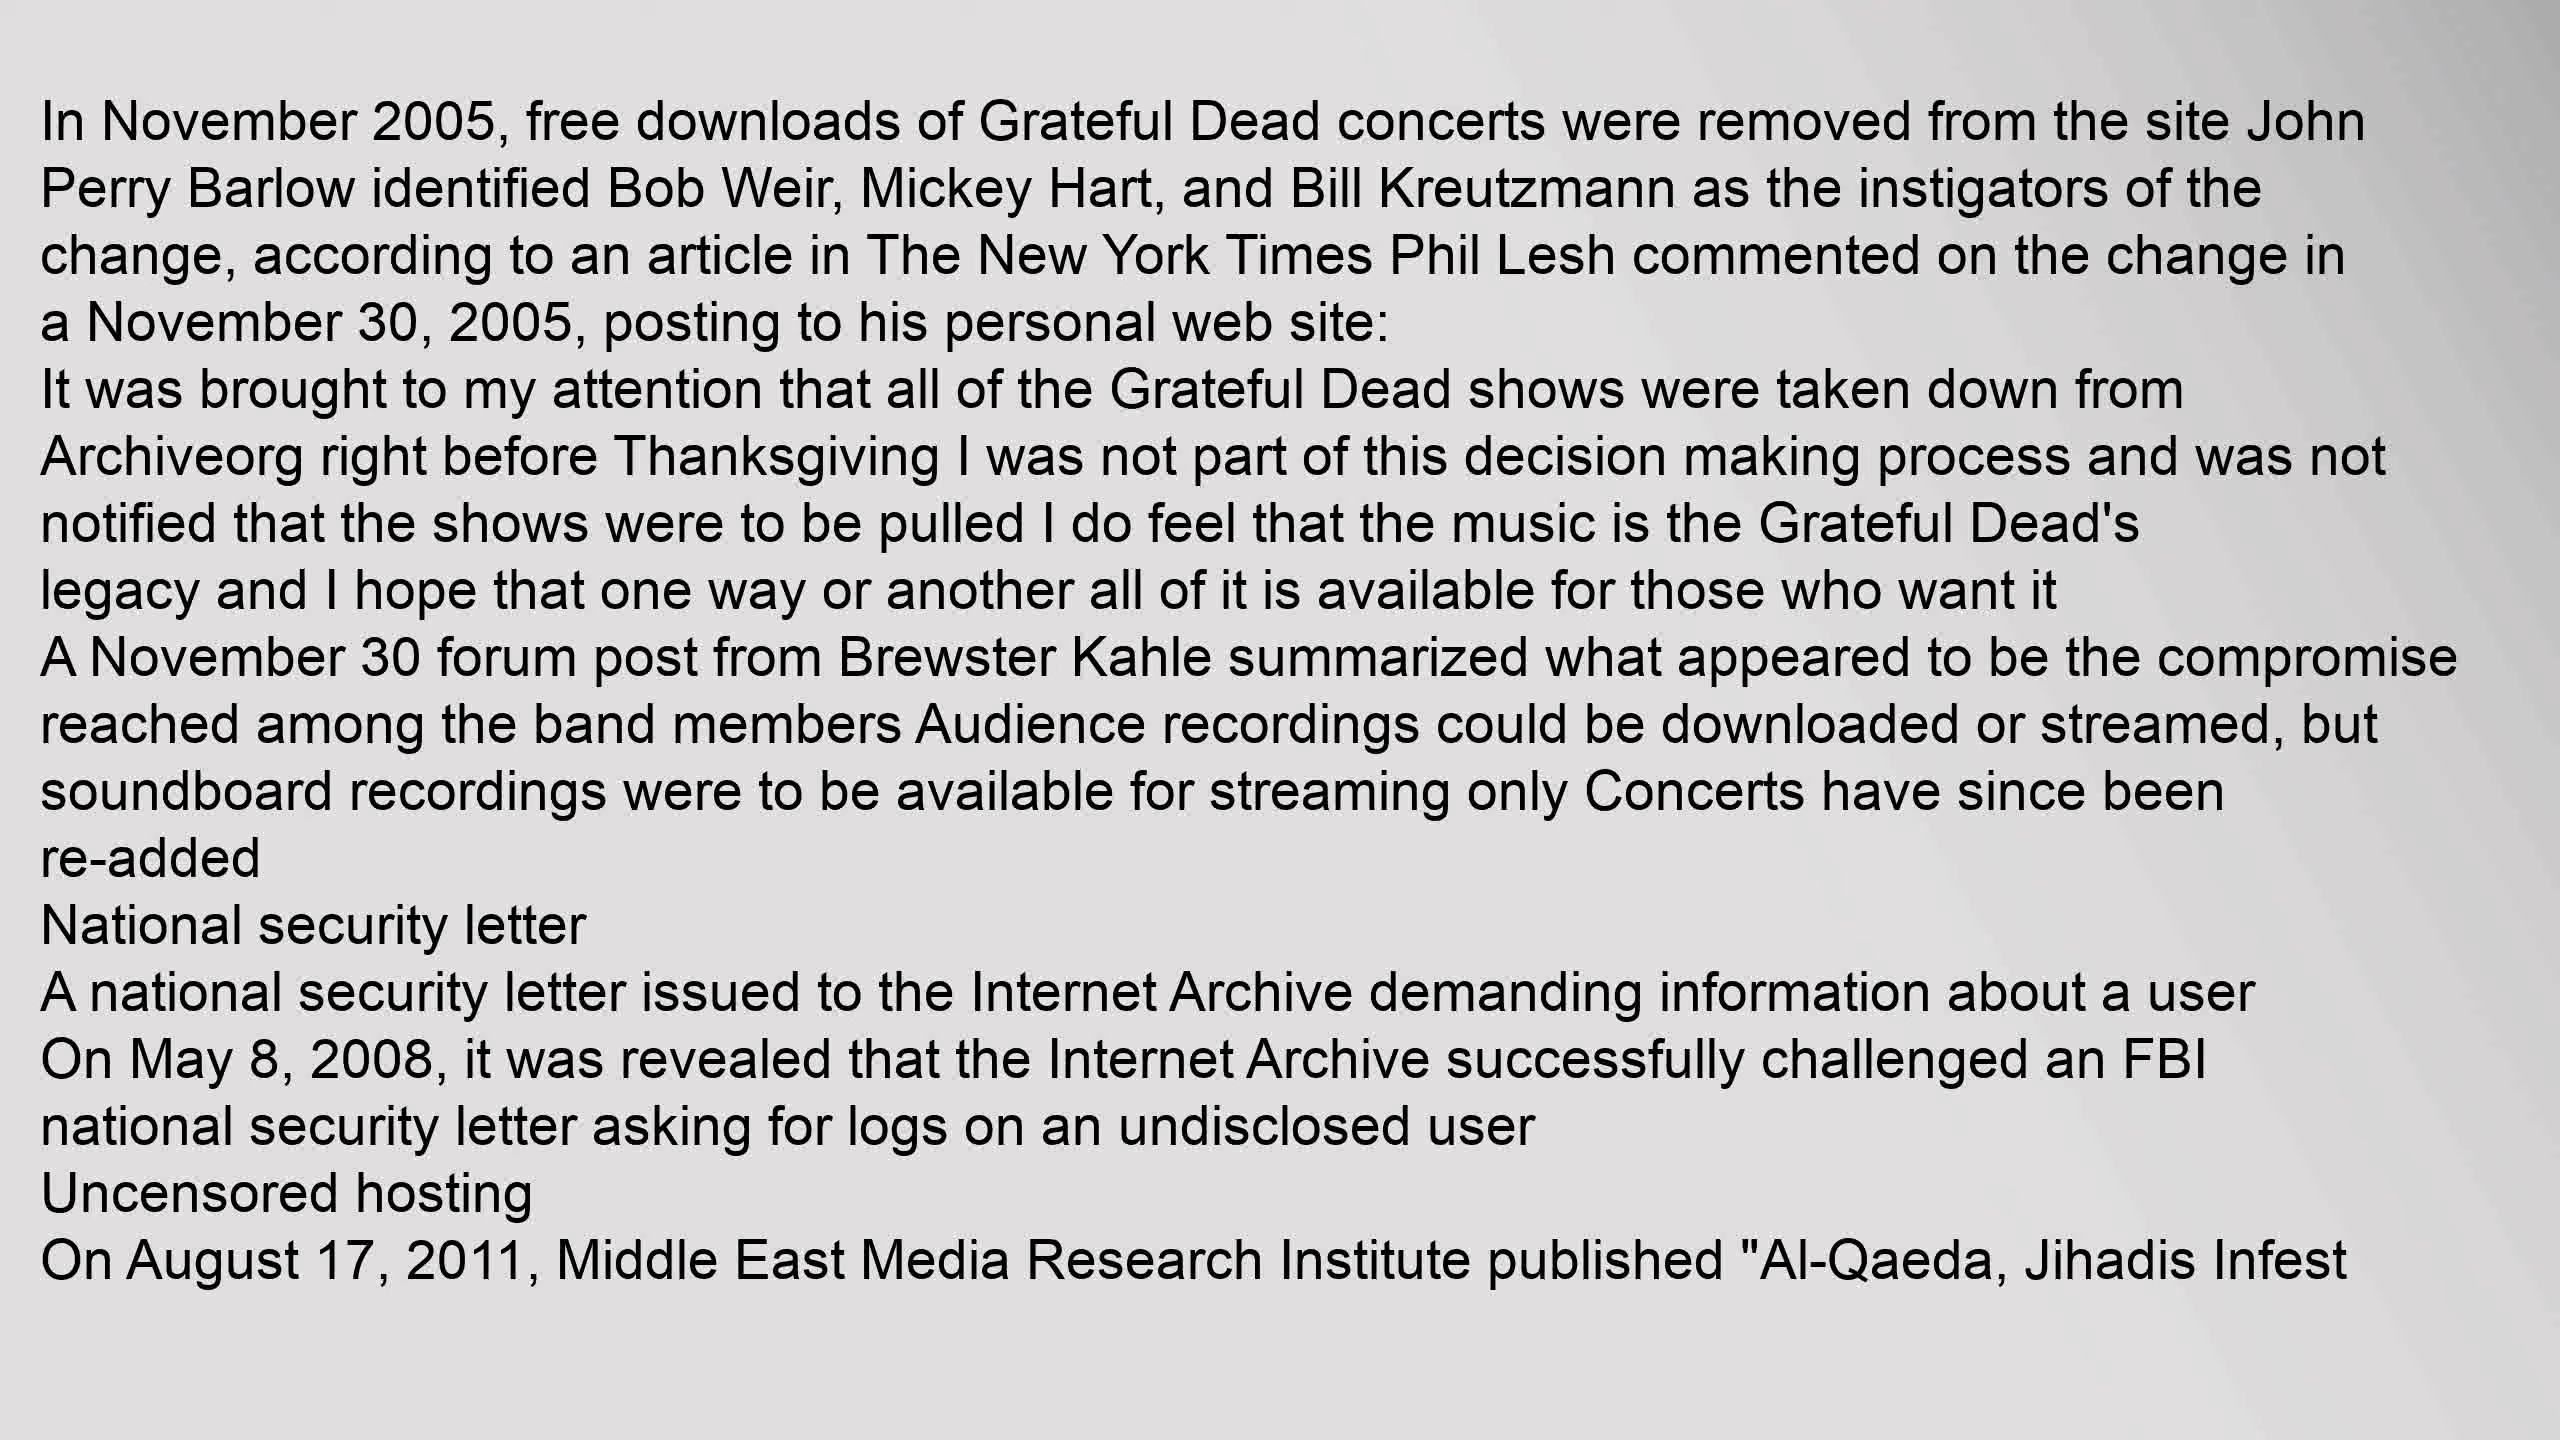 In November 2005, free downloads of Grateful Dead concerts were removed from the site John
Perry Barlow identified Bob Weir, Mickey Hart, and Bill Kreutzmann as the instigators of the
change, according to an article in The New York Times Phil Lesh commented on the change in
a November 30, 2005, posting to his personal web site:
It was brought to my attention that all of the Grateful Dead shows were taken down from
Archiveorg right before Thanksgiving I was not part of this decision making process and was not
notified that the shows were to be pulled I do feel that the music is the Grateful Dead's
legacy and I hope that one way or another all of it is available for those who want it
A November 30 forum post from Brewster Kahle summarized what appeared to be the compromise
reached among the band members Audience recordings could be downloaded or streamed, but
soundboard recordings were to be available for streaming only Concerts have since been
re-added
National security letter
A national security letter issued to the Internet Archive demanding information about a user
On May 8, 2008, it was revealed that the Internet Archive successfully challenged an FBI
national security letter asking for logs on an undisclosed user
Uncensored hosting
On August 17, 2011, Middle East Media Research Institute published "Al-Qaeda, Jihadis Infest